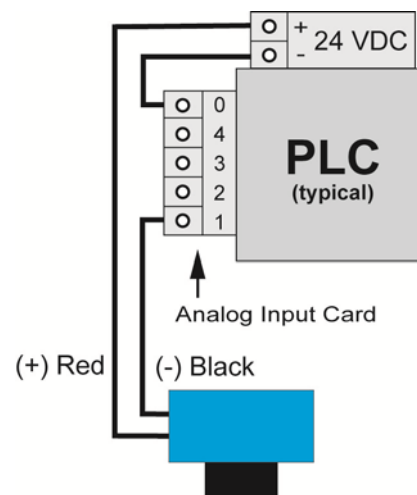 + 24 VDC
-
0
4
3
2
1
PLC
(typical)
Analog Input Card
(+) Red
(-) Black